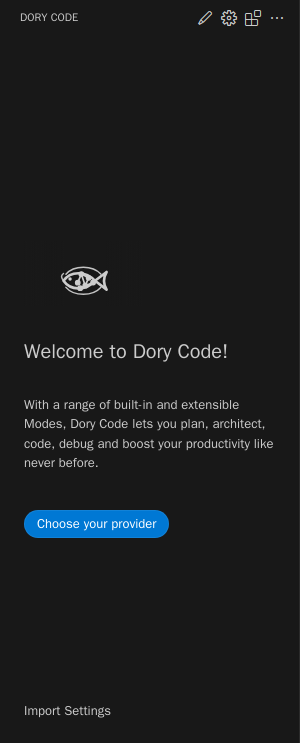 DORY CODE
Welcome to Dory Code!
With a range of built-in and extensible
Modes, Dory Code lets you plan, architect,
code, debug and boost your productivity like
never before.
Choose your provider
Import Settings